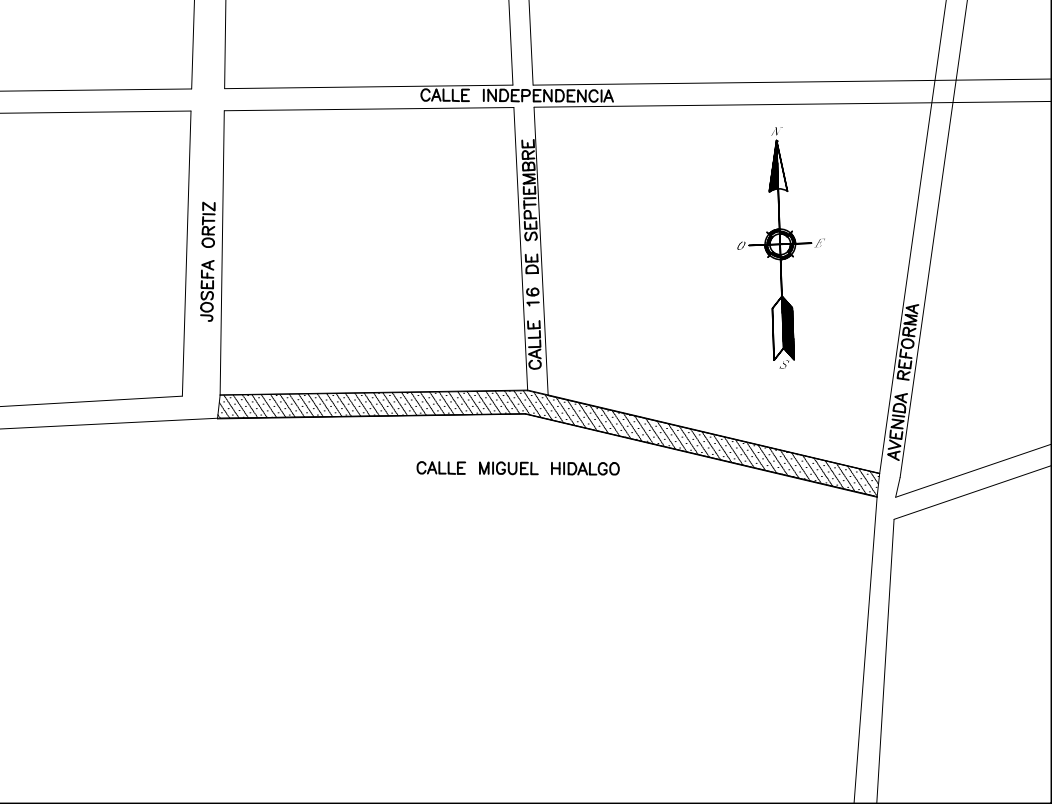 CALLE INDEPENDENCIA
N
CALLE 16 DE SEPTIEMBRE
JOSEFA ORTIZ
O
E
AVENIDA REFORMA
S
CALLE MIGUEL HIDALGO